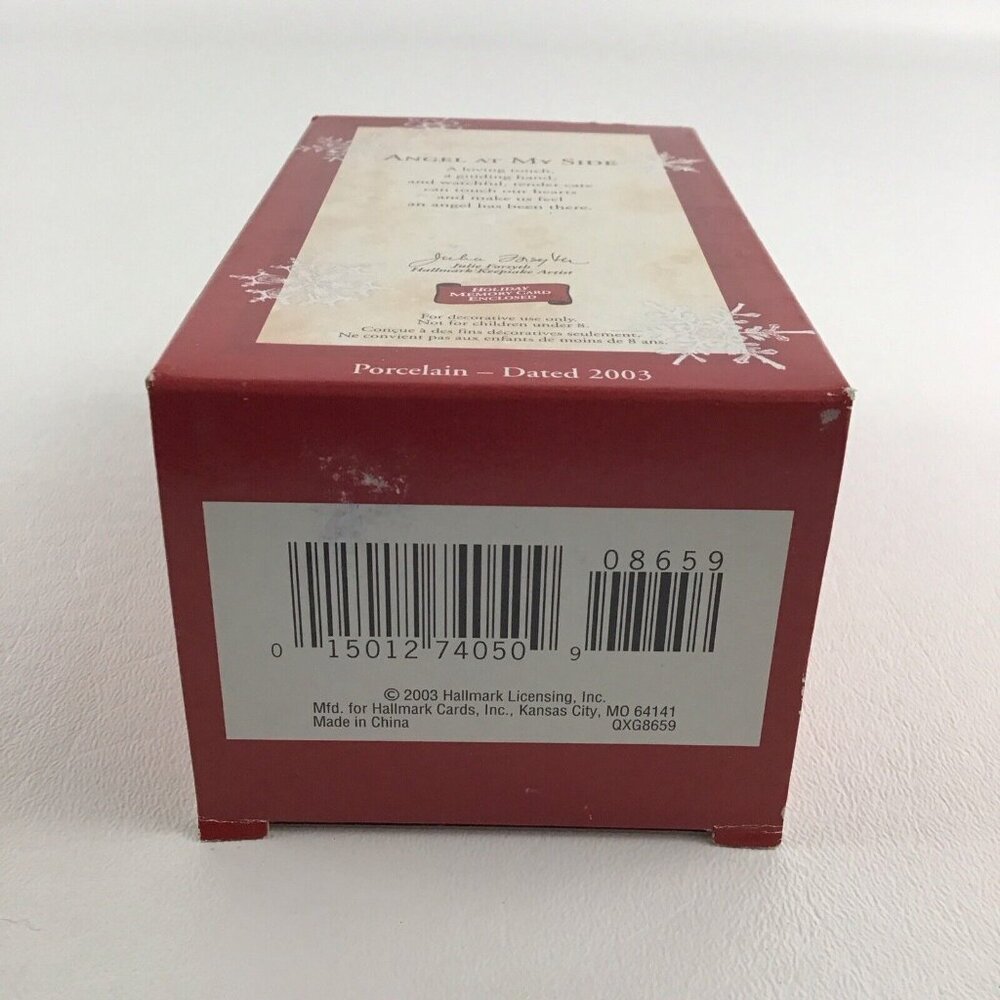 ANGEL AT MY SIDE
A loving touch,
a guiding hand,
and watchful, tender care
can touch our hearts
and make us feel
an angel has been there.
Julie Forsyth
Julie Forsyth
Hallmark Keepsake Artist
HOLIDAY
MEMORY CARD
ENCLOSED
For decorative use only.
Not for children under 8.
Conçue à des fins décoratives seulement.
Ne convient pas aux enfants de moins de 8 ans.
Porcelain – Dated 2003
08659
0 15012 74050 9
© 2003 Hallmark Licensing, Inc.
Mfd. for Hallmark Cards, Inc., Kansas City, MO 64141
Made in China QXG8659